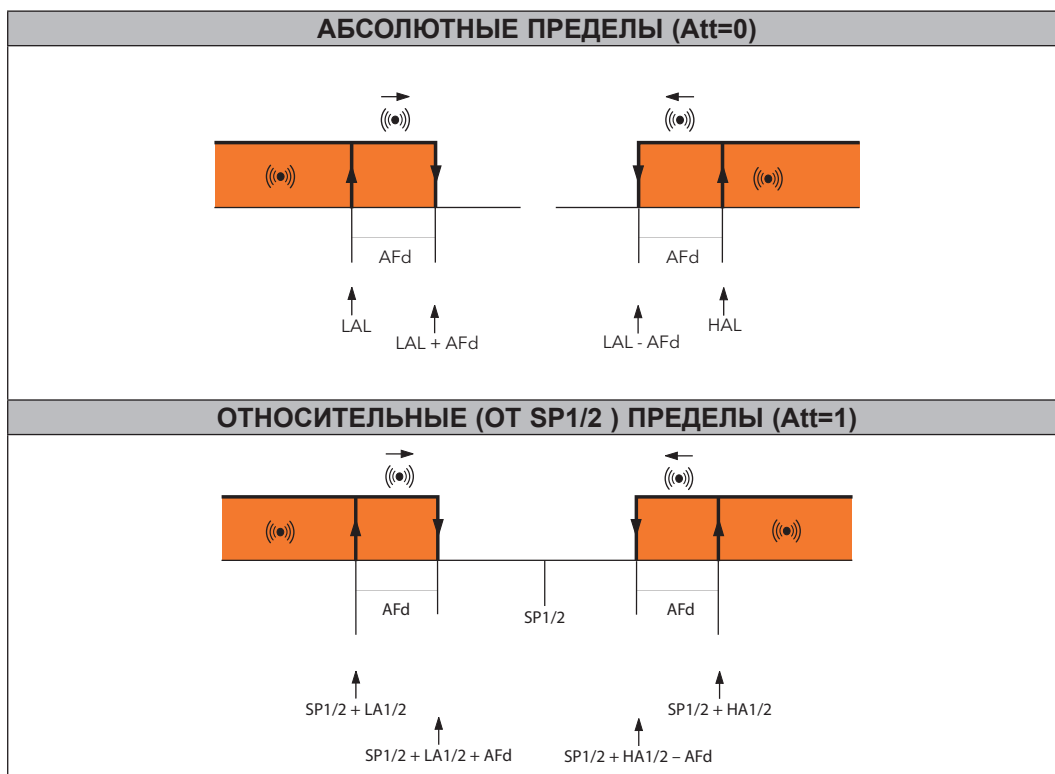 АБСОЛЮТНЫЕ ПРЕДЕЛЫ (Att=0)
AFd
AFd
LAL
HAL
LAL + AFd
LAL - AFd
ОТНОСИТЕЛЬНЫЕ (ОТ SP1/2 ) ПРЕДЕЛЫ (Att=1)
AFd
SP1/2
AFd
SP1/2 + LA1/2
SP1/2 + HA1/2
SP1/2 + LA1/2 + AFd
SP1/2 + HA1/2 – AFd